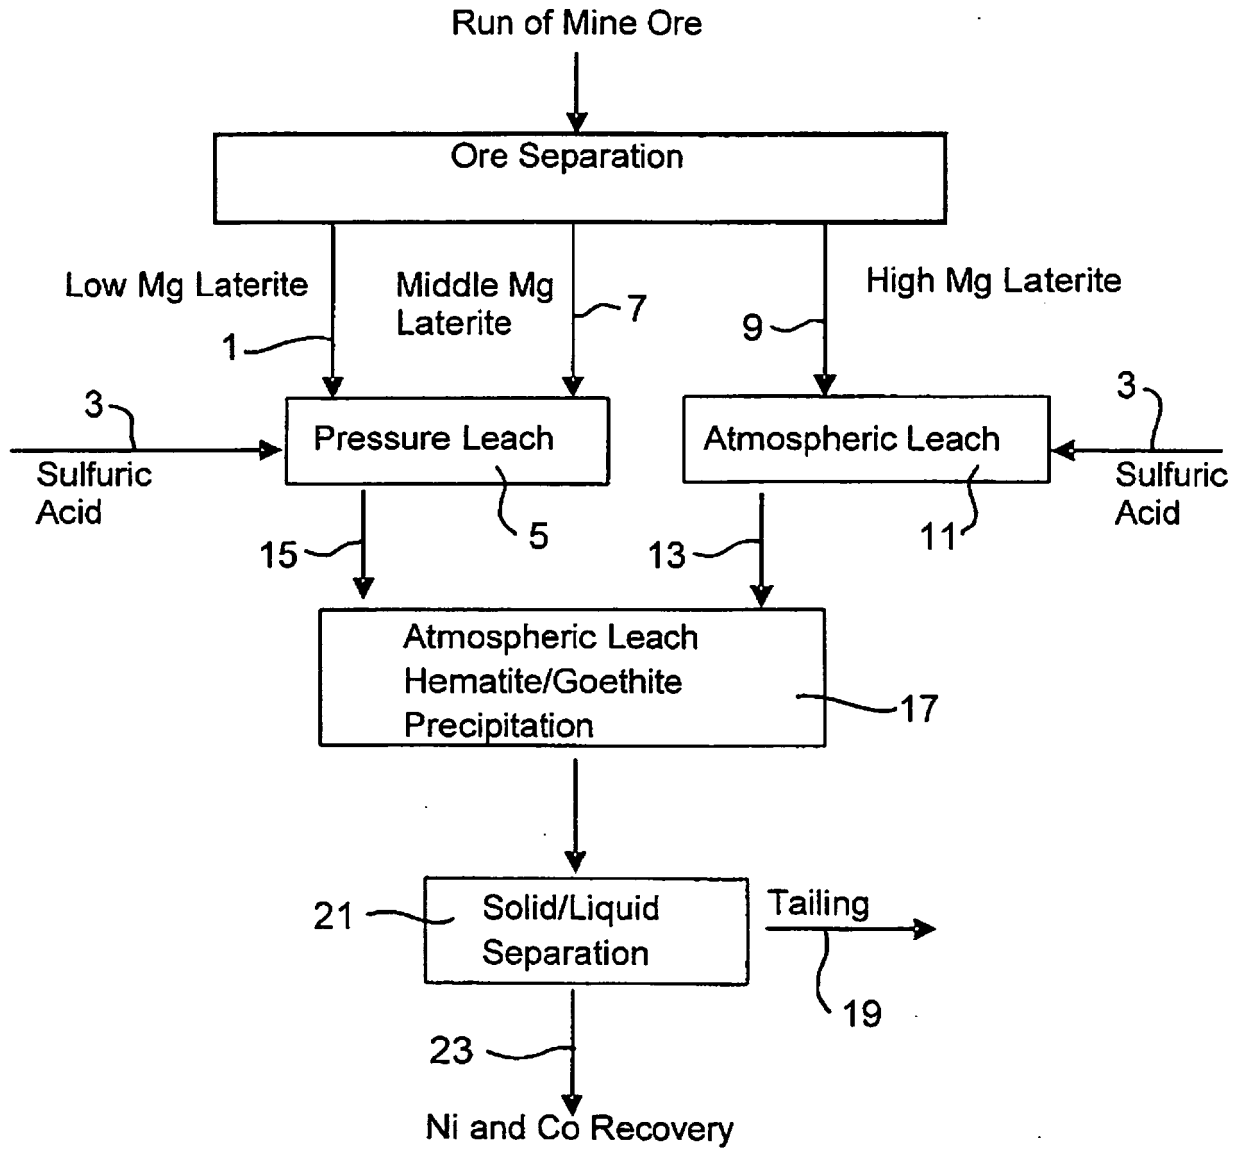 Run of Mine Ore
Ore Separation
Low Mg Laterite
Middle Mg
Laterite
High Mg Laterite
1
7
9
3
3
Pressure Leach
Atmospheric Leach
Sulfuric
Acid
Sulfuric
Acid
15
5
13
11
Atmospheric Leach
Hematite/Goethite
Precipitation
17
21
Solid/Liquid
Separation
Tailing
19
23
Ni and Co Recovery